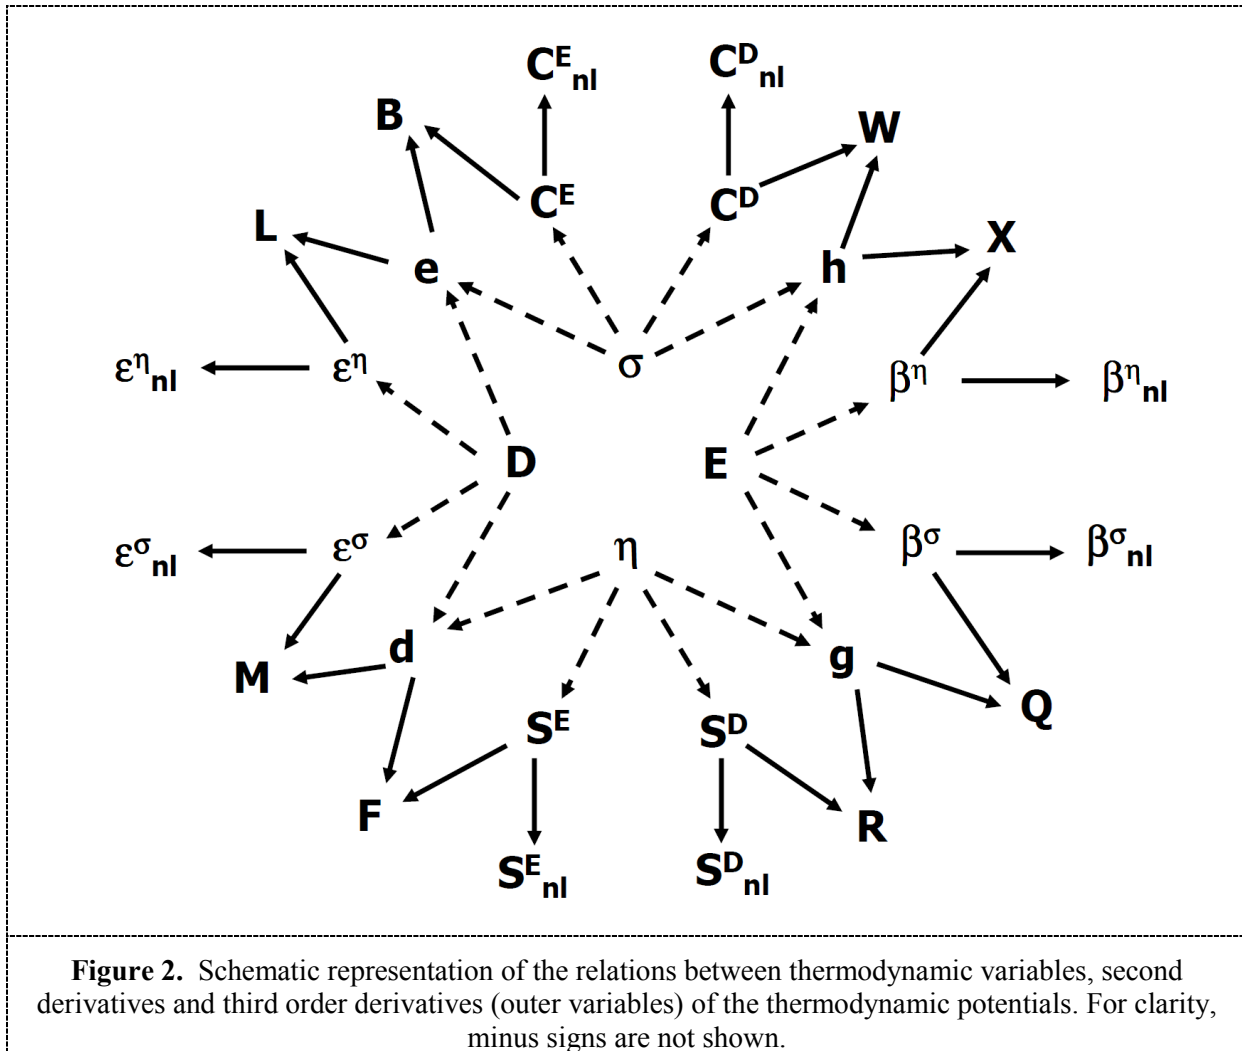 C^E_nl C^D_nl
B W
C^E C^D
L X
e h
σ
ε^η_nl ε^η β^η β^η_nl
D E
ε^σ_nl ε^σ η β^σ β^σ_nl
M d g Q
S^E S^D
F R
S^E_nl S^D_nl
Figure 2. Schematic representation of the relations between thermodynamic variables, second
derivatives and third order derivatives (outer variables) of the thermodynamic potentials. For clarity,
minus signs are not shown.